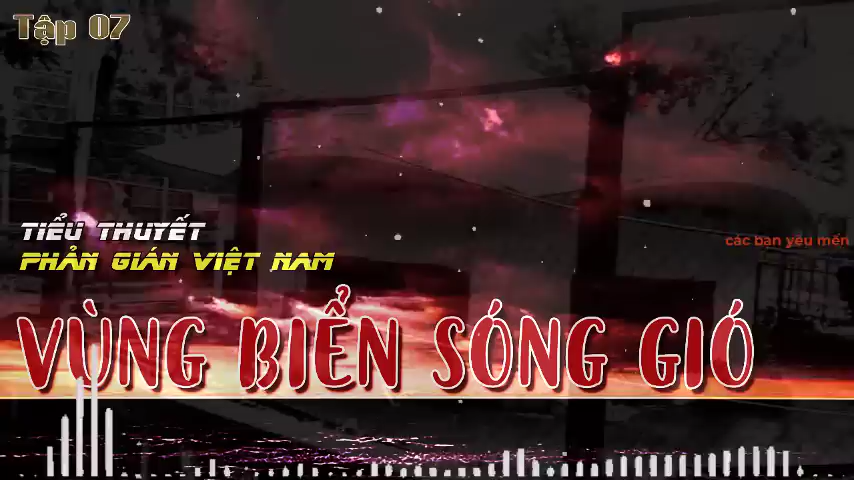 Tập 07
TIỂU THUYẾT
PHẢN GIÁN VIỆT NAM
các bạn yêu mến
VÙNG BIỂN SÓNG GIÓ